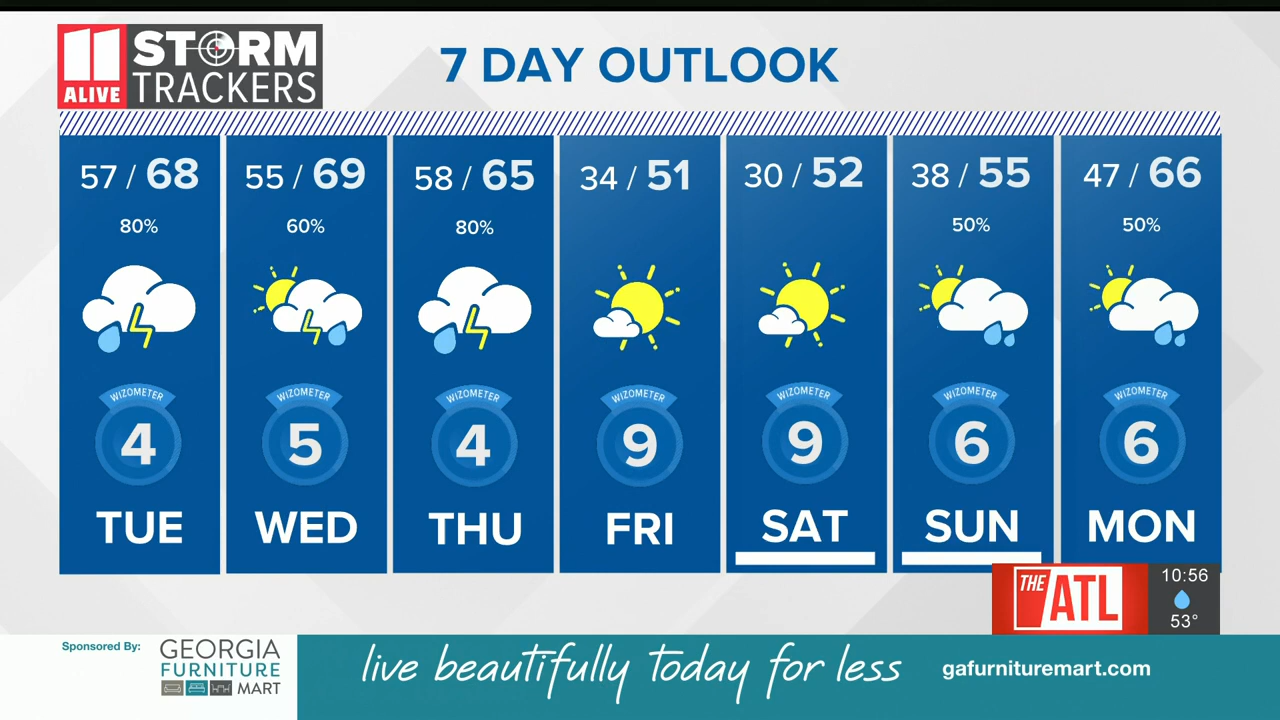 11 ALIVE
STORM
TRACKERS
7 DAY OUTLOOK
57 / 68
55 / 69
58 / 65
34 / 51
30 / 52
38 / 55
47 / 66
80%
60%
80%
50%
50%
WIZOMETER
WIZOMETER
WIZOMETER
WIZOMETER
WIZOMETER
WIZOMETER
WIZOMETER
4
5
4
9
9
6
6
TUE
WED
THU
FRI
SAT
SUN
MON
THE ATL
10:56
53°
Sponsored By:
GEORGIA
FURNITURE
MART
live beautifully today for less
gafurnituremart.com